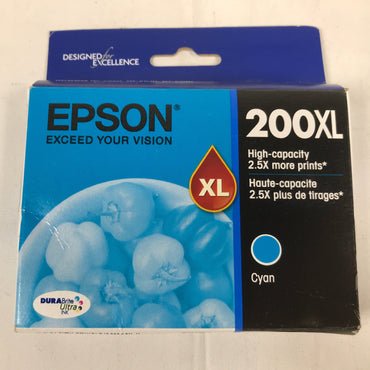 DESIGNED for
EXCELLENCE
EPSON®
EXCEED YOUR VISION
XL
200XL
High-capacity
2.5X more prints*
Haute-capacite
2.5X plus de tirages*
Cyan
DURABrite
Ultra
INK